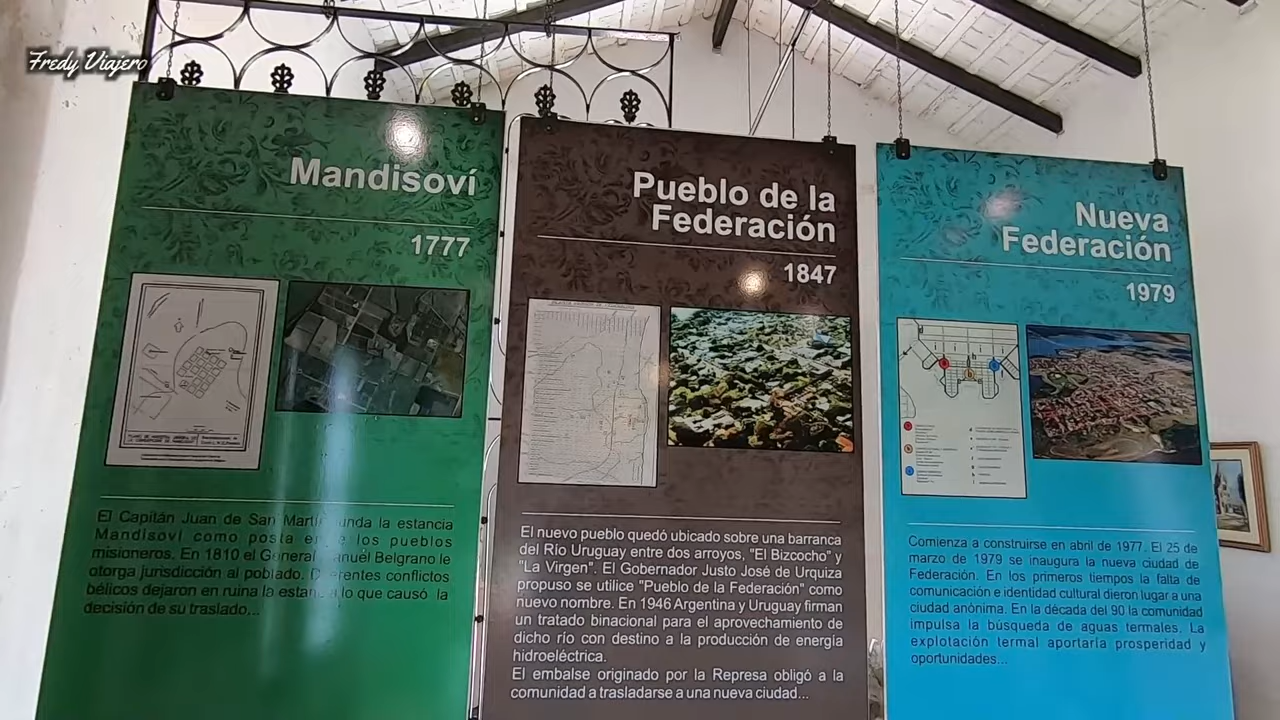 Fredy Viajero
Mandisoví
1777
El Capitán Juan de San Martín funda la estancia
Mandisoví como posta entre los pueblos
misioneros. En 1810 el General Manuel Belgrano le
otorga jurisdicción al poblado. Diferentes conflictos
bélicos dejaron en ruina la estancia lo que causó la
decisión de su traslado...
Pueblo de la
Federación
1847
El nuevo pueblo quedó ubicado sobre una barranca
del Río Uruguay entre dos arroyos, "El Bizcocho" y
"La Virgen". El Gobernador Justo José de Urquiza
propuso se utilice "Pueblo de la Federación" como
nuevo nombre. En 1946 Argentina y Uruguay firman
un tratado binacional para el aprovechamiento de
dicho río con destino a la producción de energía
hidroeléctrica.
El embalse originado por la Represa obligó a la
comunidad a trasladarse a una nueva ciudad...
Nueva
Federación
1979
Comienza a construirse en abril de 1977. El 25 de
marzo de 1979 se inaugura la nueva ciudad de
Federación. En los primeros tiempos la falta de
comunicación e identidad cultural dieron lugar a una
ciudad anónima. En la década del 90 la comunidad
impulsa la búsqueda de aguas termales. La
explotación termal aportaría prosperidad y
oportunidades...